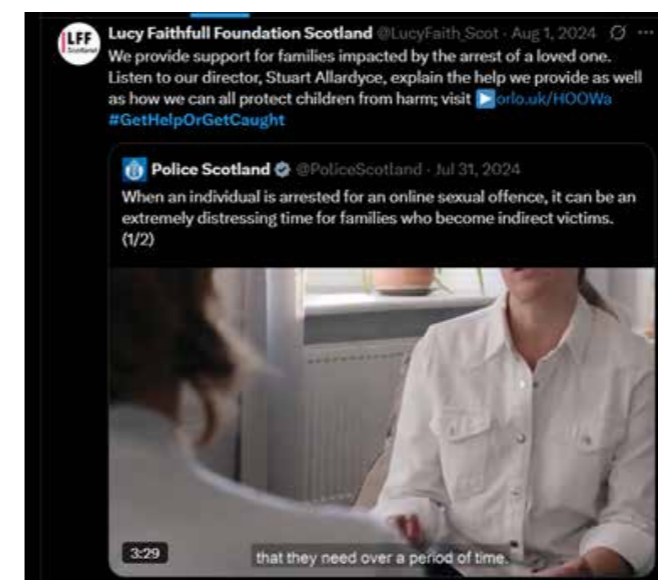 LFF
Scotland
Lucy Faithfull Foundation Scotland @LucyFaith_Scot · Aug 1, 2024
We provide support for families impacted by the arrest of a loved one.
Listen to our director, Stuart Allardyce, explain the help we provide as well
as how we can all protect children from harm; visit ▶orlo.uk/HOOWa
#GetHelpOrGetCaught
Police Scotland @PoliceScotland · Jul 31, 2024
When an individual is arrested for an online sexual offence, it can be an
extremely distressing time for families who become indirect victims.
(1/2)
3:29
that they need over a period of time.